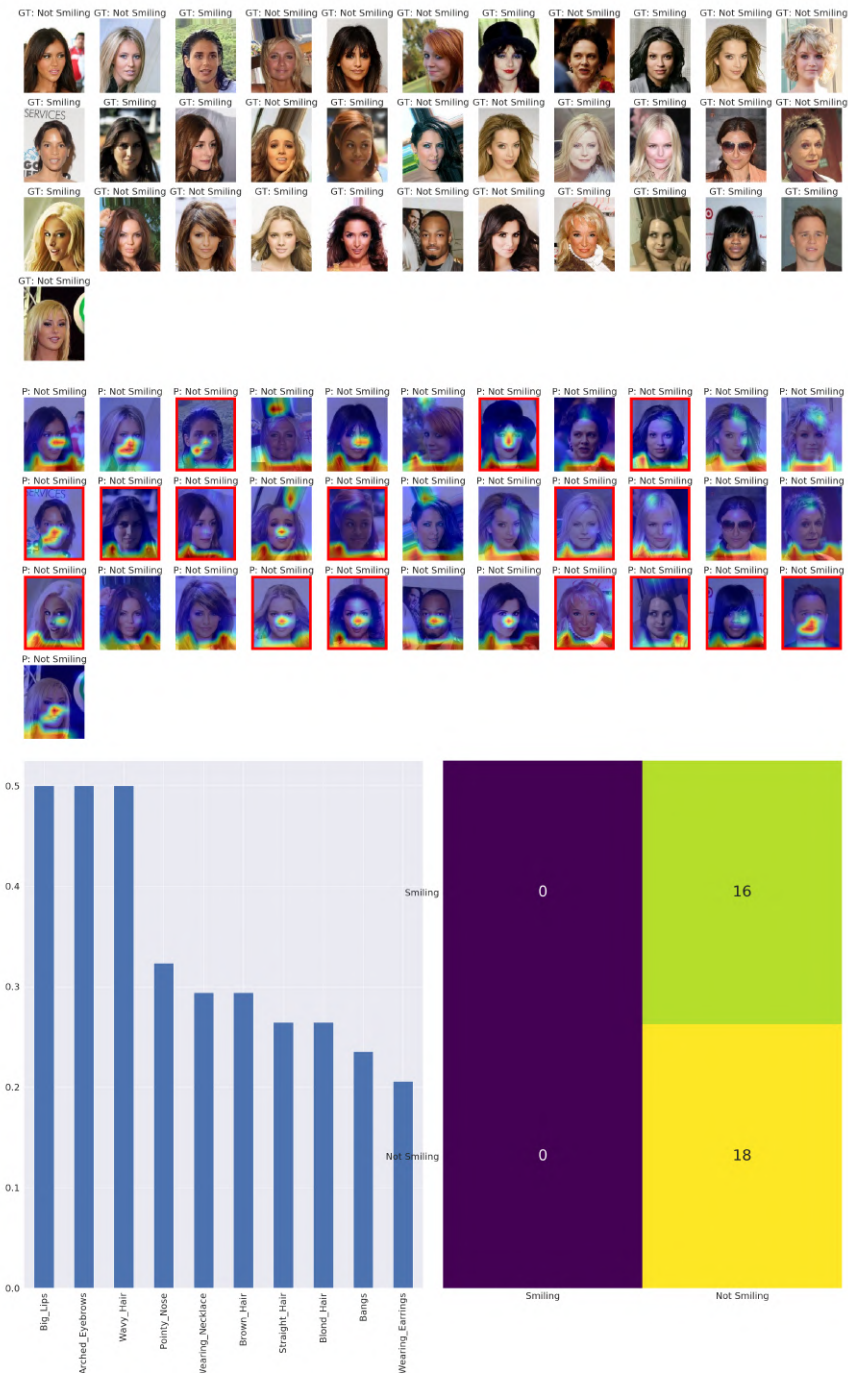 GT: Not Smiling GT: Not Smiling GT: Smiling GT: Not Smiling GT: Not Smiling GT: Not Smiling GT: Smiling GT: Not Smiling GT: Smiling GT: Not Smiling GT: Not Smiling
GT: Smiling GT: Smiling GT: Smiling GT: Not Smiling GT: Smiling GT: Not Smiling GT: Not Smiling GT: Smiling GT: Smiling GT: Not Smiling GT: Not Smiling
SERVICES
GT: Smiling GT: Not Smiling GT: Not Smiling GT: Smiling GT: Smiling GT: Not Smiling GT: Not Smiling GT: Smiling GT: Smiling GT: Smiling GT: Smiling
GT: Not Smiling
P: Not Smiling P: Not Smiling P: Not Smiling P: Not Smiling P: Not Smiling P: Not Smiling P: Not Smiling P: Not Smiling P: Not Smiling P: Not Smiling P: Not Smiling
P: Not Smiling P: Not Smiling P: Not Smiling P: Not Smiling P: Not Smiling P: Not Smiling P: Not Smiling P: Not Smiling P: Not Smiling P: Not Smiling P: Not Smiling
SERVICES
P: Not Smiling P: Not Smiling P: Not Smiling P: Not Smiling P: Not Smiling P: Not Smiling P: Not Smiling P: Not Smiling P: Not Smiling P: Not Smiling P: Not Smiling
P: Not Smiling
0.5
0.4
0.3
0.2
0.1
0.0
Big_Lips
Arched_Eyebrows
Wavy_Hair
Pointy_Nose
Wearing_Necklace
Brown_Hair
Straight_Hair
Blond_Hair
Bangs
Wearing_Earrings
Smiling
0 16
Not Smiling
0 18
Smiling Not Smiling